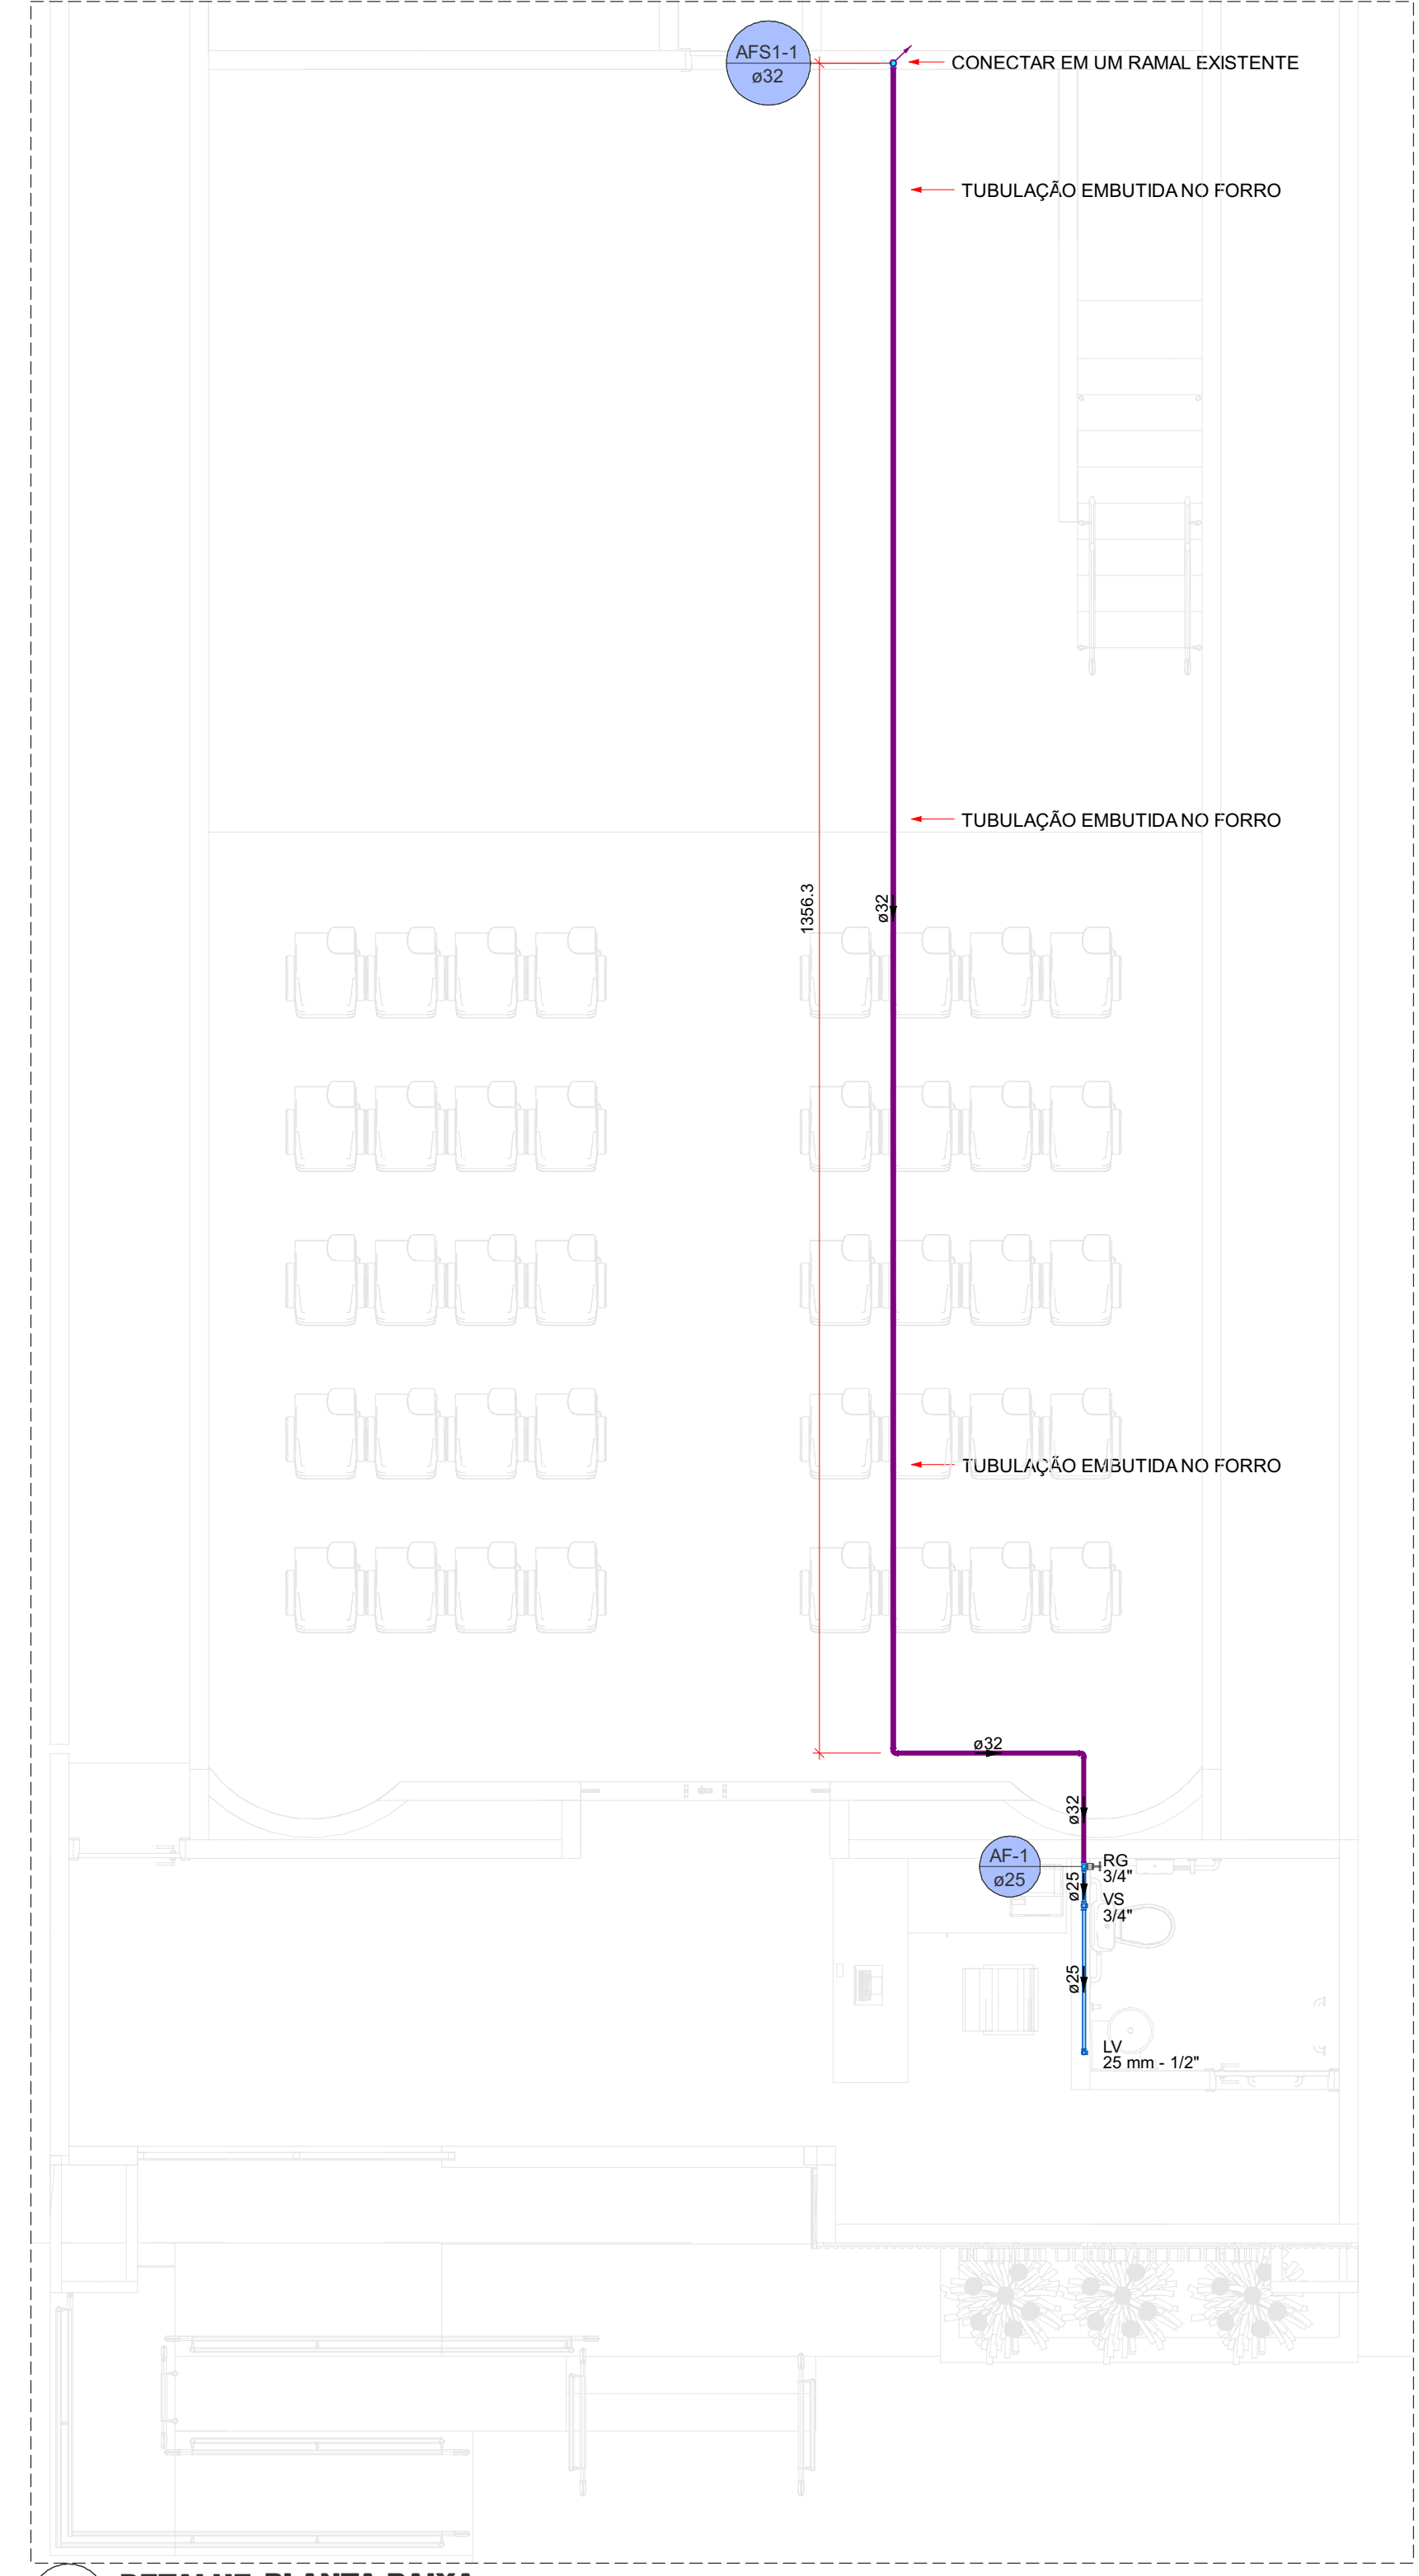 AFS1-1
ø32
CONECTAR EM UM RAMAL EXISTENTE
TUBULAÇÃO EMBUTIDA NO FORRO
TUBULAÇÃO EMBUTIDA NO FORRO
1356.3
ø32
TUBULAÇÃO EMBUTIDA NO FORRO
ø32
ø32
AF-1
ø25
RG
3/4"
ø25
VS
3/4"
ø25
LV
25 mm - 1/2"